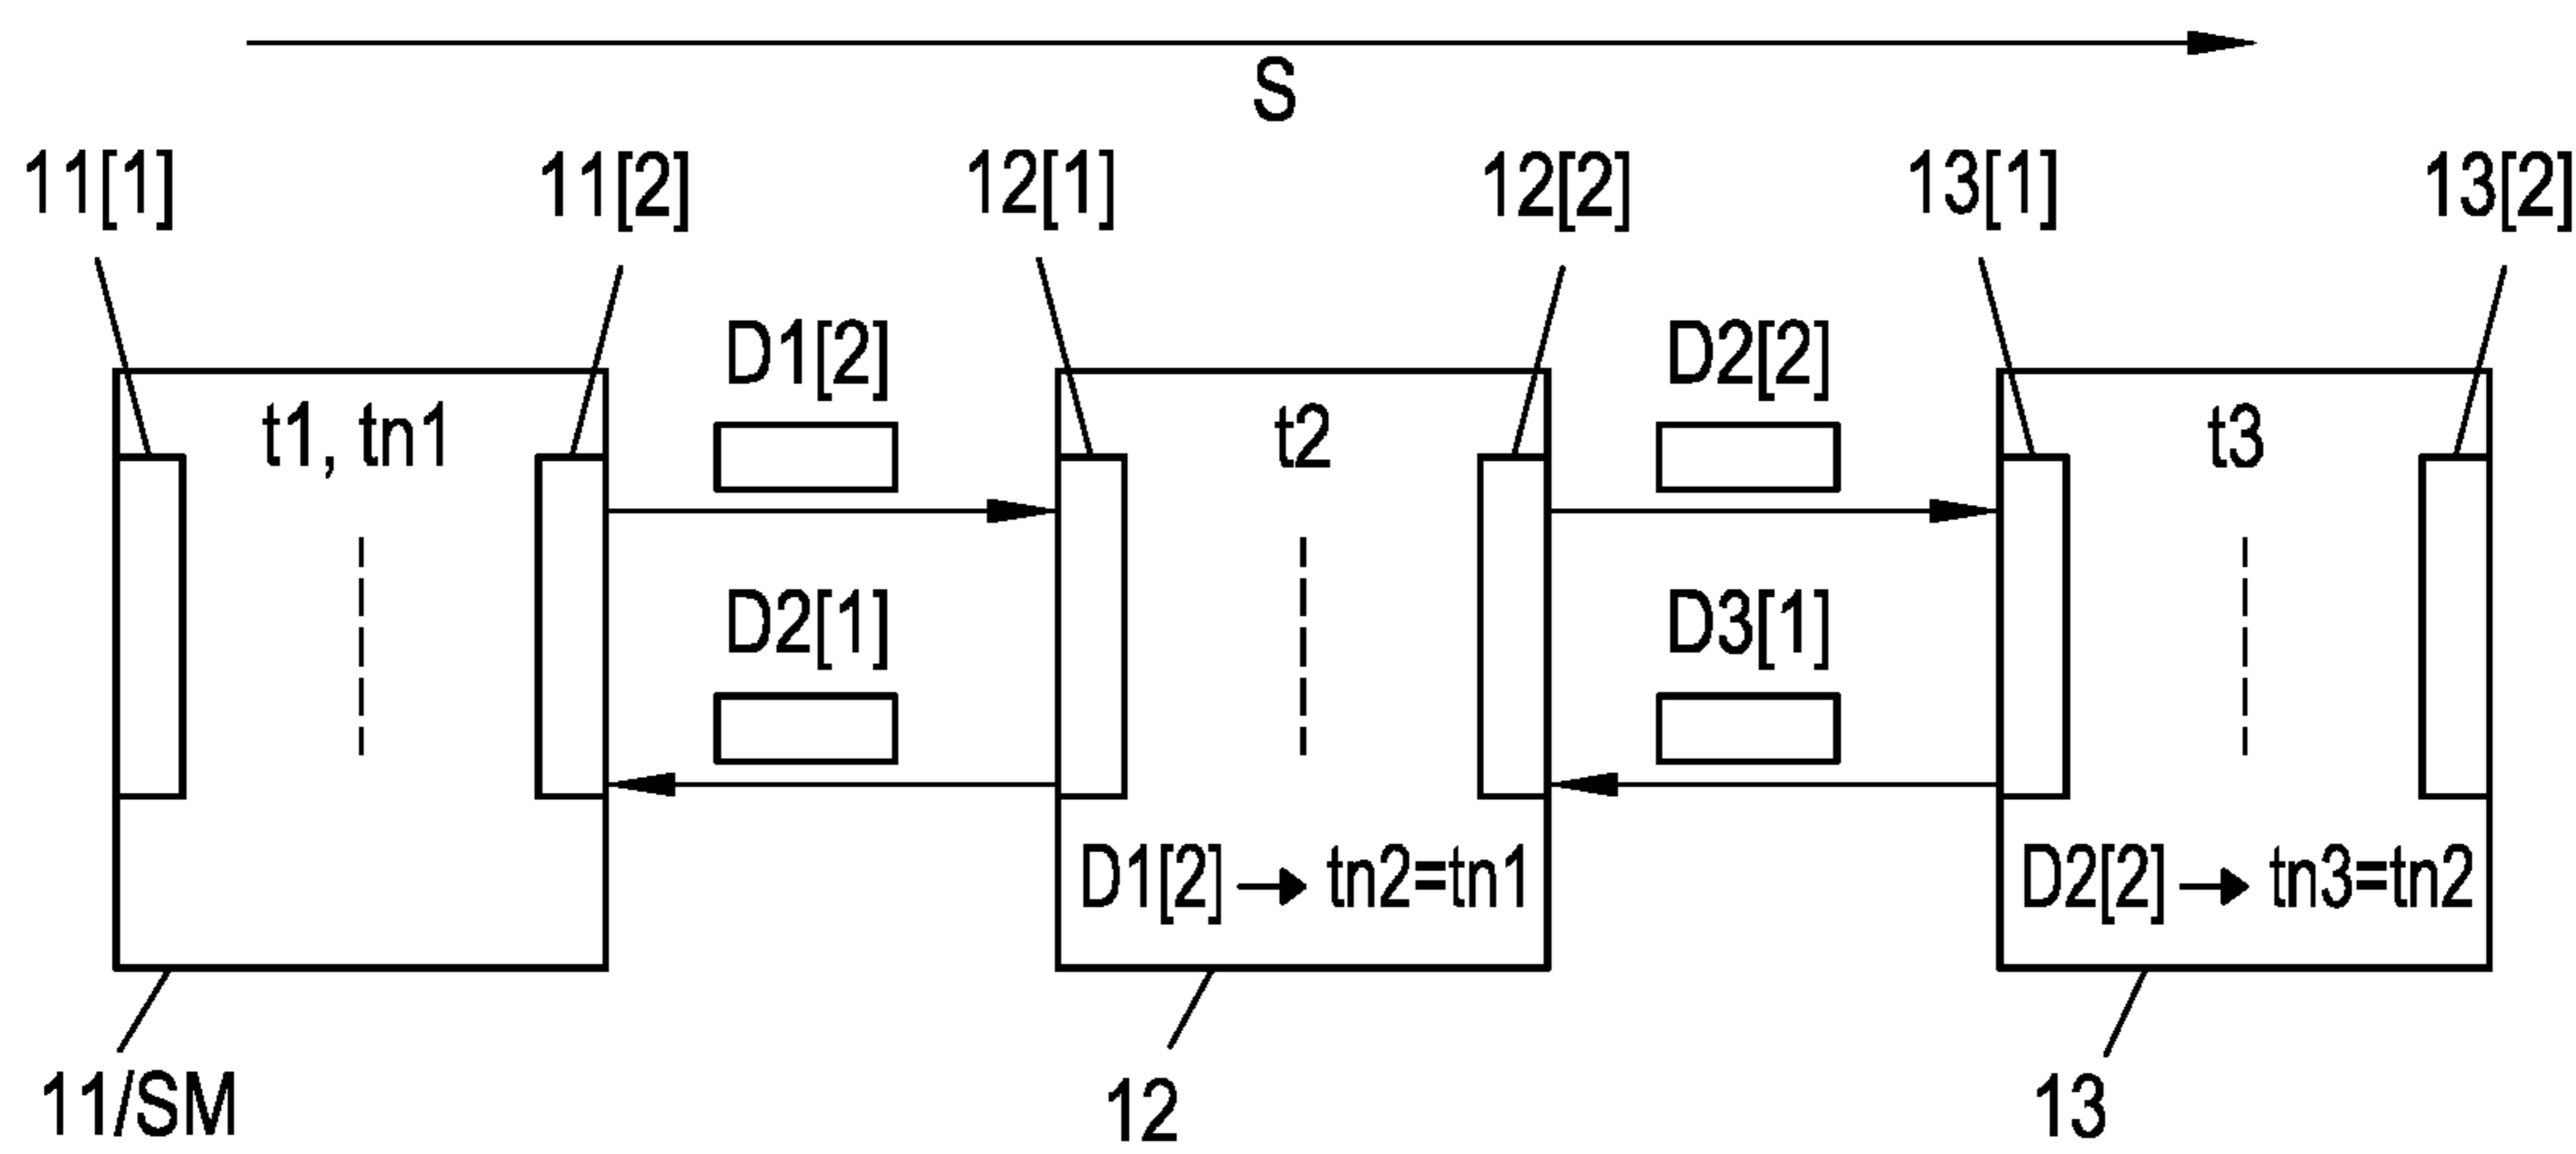 S
11[1] 11[2] 12[1] 12[2] 13[1] 13[2]
D1[2] D2[2]
t1, tn1 t2 t3
D2[1] D3[1]
D1[2] → tn2=tn1 D2[2] → tn3=tn2
11/SM 12 13